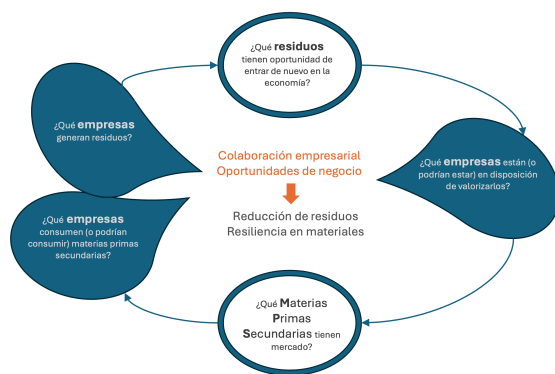 ¿Qué residuos
tienen oportunidad de
entrar de nuevo en la
economía?
¿Qué empresas
generan residuos?
¿Qué empresas están (o
podrían estar) en disposición
de valorizarlos?
Colaboración empresarial
Oportunidades de negocio
Reducción de residuos
Resiliencia en materiales
¿Qué empresas
consumen (o podrían
consumir) materias primas
secundarias?
¿Qué Materias
Primas
Secundarias tienen
mercado?